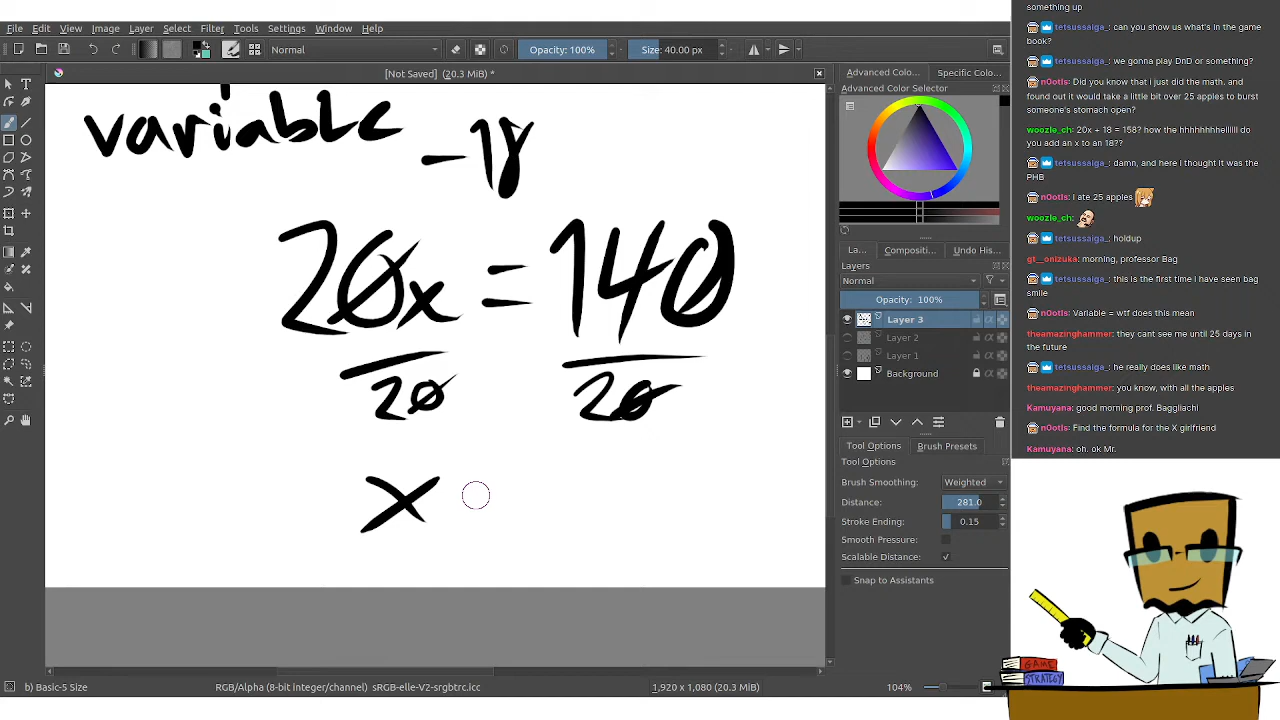 something up
tetsussaiga_: can you show us what's in the game
book?
File Edit View Image Layer Select Filter Tools Settings Window Help
Normal Opacity: 100% Size: 40.00 px
tetsussaiga_: we gonna play DnD or something?
[Not Saved] (20.3 MiB) *
Advanced Colo... Specific Colo...
Advanced Color Selector
n0otls: Did you know that i just did the math. and
found out it would take a little bit over 25 apples to burst
someone's stomach open?
woozle_ch: 20x + 18 = 158? how the hhhhhhhellllll do
you add an x to an 18??
tetsussaiga_: damn, and here I thought it was the
PHB
n0otls: I ate 25 apples
woozle_ch:
tetsussaiga_: holdup
gt__onizuka: morning, professor Bag
tetsussaiga_: this is the first time I have seen bag
smile
n0otls: Variable = wtf does this mean
theamazinghammer: they cant see me until 25 days
in the future
tetsussaiga_: he really does like math
theamazinghammer: you know, with all the apples
Kamuyana: good morning prof. Baggliachi
n0otls: Find the formula for the X girlfriend
Kamuyana: oh. ok Mr.
variable
-18
20x = 140
20 20
x
La... Compositi... Undo His...
Layers
Normal
Opacity: 100%
Layer 3
Layer 2
Layer 1
Background
Tool Options Brush Presets
Tool Options
Brush Smoothing: Weighted
Distance: 281.0
Stroke Ending: 0.15
Smooth Pressure:
Scalable Distance:
Snap to Assistants
GAME
STRATEGY
b) Basic-5 Size RGB/Alpha (8-bit integer/channel) sRGB-elle-V2-srgbtrc.icc 1,920 x 1,080 (20.3 MiB) 104%